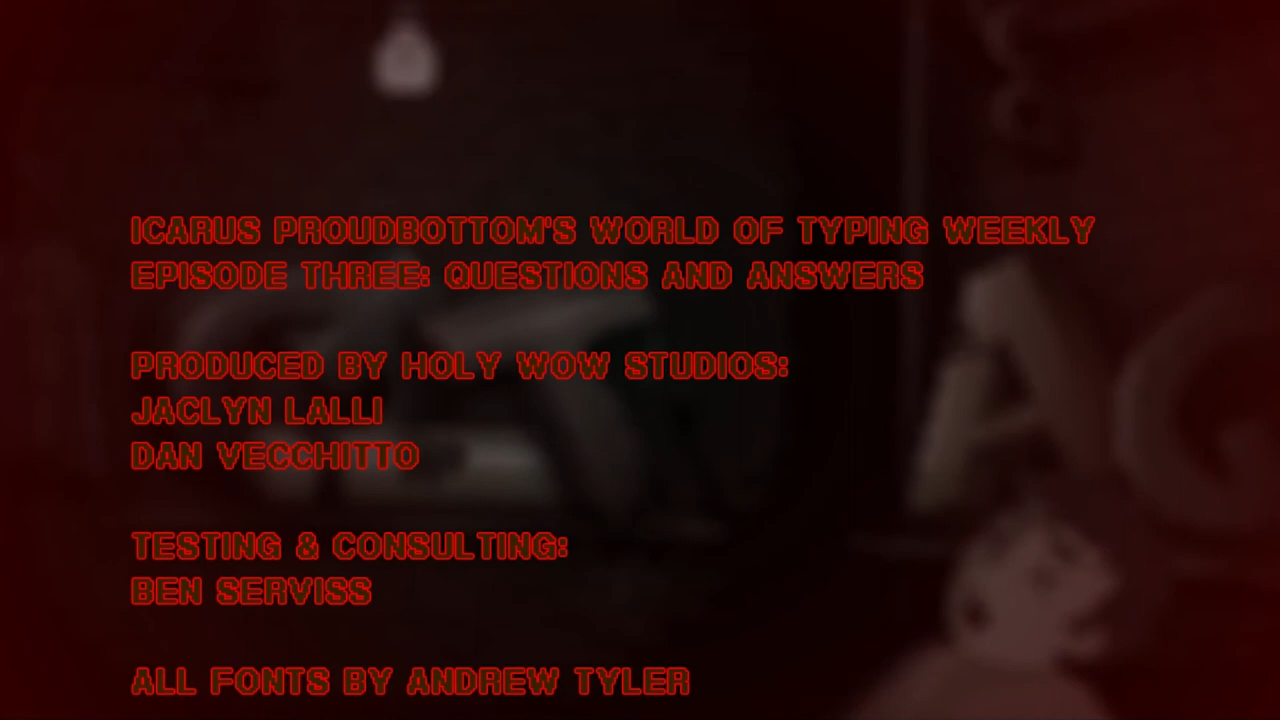 ICARUS PROUDBOTTOM'S WORLD OF TYPING WEEKLY
EPISODE THREE: QUESTIONS AND ANSWERS
PRODUCED BY HOLY WOW STUDIOS:
JACLYN LALLI
DAN VECCHITTO
TESTING & CONSULTING:
BEN SERVISS
ALL FONTS BY ANDREW TYLER